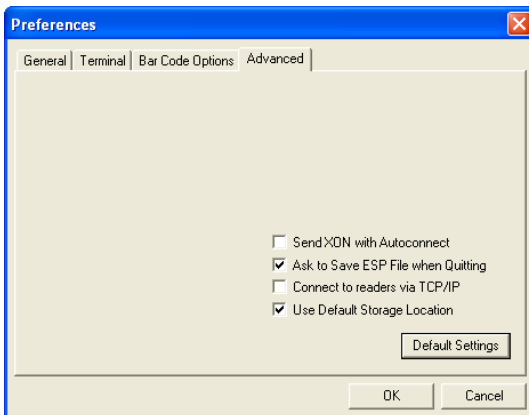 Preferences
General Terminal Bar Code Options Advanced
Send XON with Autoconnect
Ask to Save ESP File when Quitting
Connect to readers via TCP/IP
Use Default Storage Location
Default Settings
OK Cancel